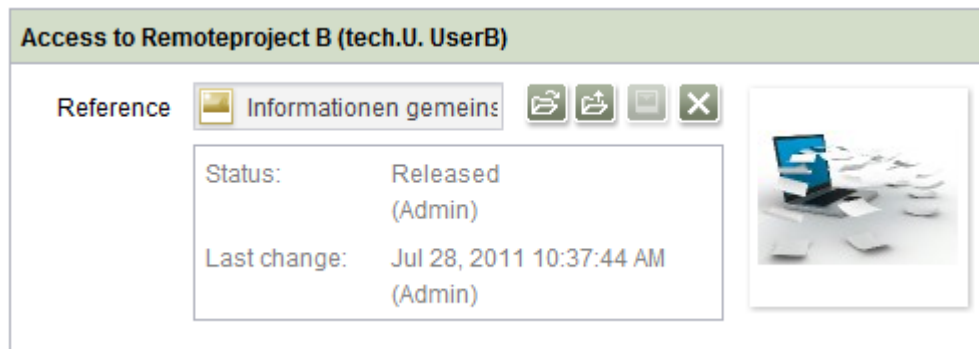 Access to Remoteproject B (tech.U. UserB)
Reference Informationen gemeins
Status: Released
(Admin)
Last change: Jul 28, 2011 10:37:44 AM
(Admin)